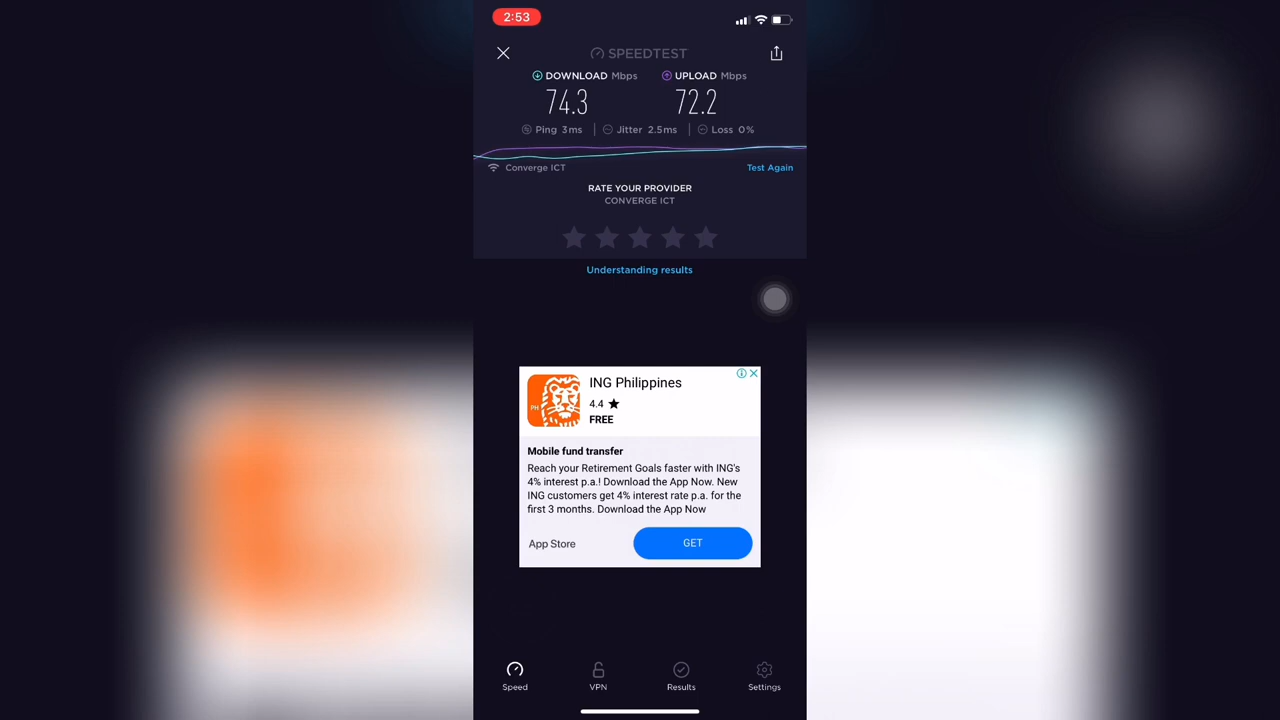 2:53
SPEEDTEST
DOWNLOAD Mbps
UPLOAD Mbps
74.3
72.2
Ping 3ms
Jitter 2.5ms
Loss 0%
Converge ICT
Test Again
RATE YOUR PROVIDER
CONVERGE ICT
Understanding results
ING Philippines
4.4 ★
FREE
PH
Mobile fund transfer
Reach your Retirement Goals faster with ING's
4% interest p.a.! Download the App Now. New
ING customers get 4% interest rate p.a. for the
first 3 months. Download the App Now
App Store
GET
Speed
VPN
Results
Settings